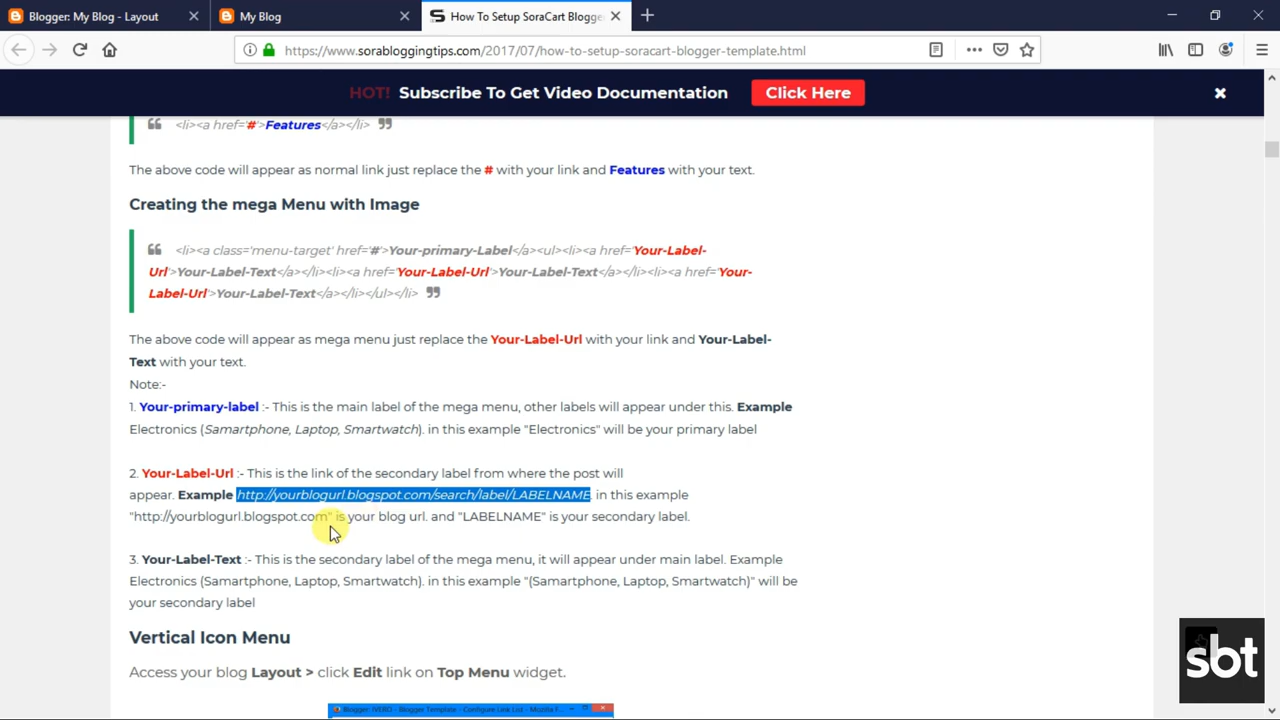 Blogger: My Blog - Layout
My Blog
How To Setup SoraCart Blogge
https://www.sorabloggingtips.com/2017/07/how-to-setup-soracart-blogger-template.html
HOT! Subscribe To Get Video Documentation Click Here
<li><a href='#'>Features</a></li>
The above code will appear as normal link just replace the # with your link and Features with your text.
Creating the mega Menu with Image
<li><a class='menu-target' href='#'>Your-primary-Label</a><ul><li><a href='Your-Label-
Url'>Your-Label-Text</a></li><li><a href='Your-Label-Url'>Your-Label-Text</a></li><li><a href='Your-
Label-Url'>Your-Label-Text</a></li></ul></li>
The above code will appear as mega menu just replace the Your-Label-Url with your link and Your-Label-
Text with your text.
Note:-
1. Your-primary-label :- This is the main label of the mega menu, other labels will appear under this. Example
Electronics (Samartphone, Laptop, Smartwatch). in this example "Electronics" will be your primary label
2. Your-Label-Url :- This is the link of the secondary label from where the post will
appear. Example http://yourblogurl.blogspot.com/search/label/LABELNAME. in this example
"http://yourblogurl.blogspot.com" is your blog url. and "LABELNAME" is your secondary label.
3. Your-Label-Text :- This is the secondary label of the mega menu, it will appear under main label. Example
Electronics (Samartphone, Laptop, Smartwatch). in this example "(Samartphone, Laptop, Smartwatch)" will be
your secondary label
Vertical Icon Menu
Access your blog Layout > click Edit link on Top Menu widget.
Blogger: IVERO - Blogger Template - Configure Link List - Mozilla F...
sbt